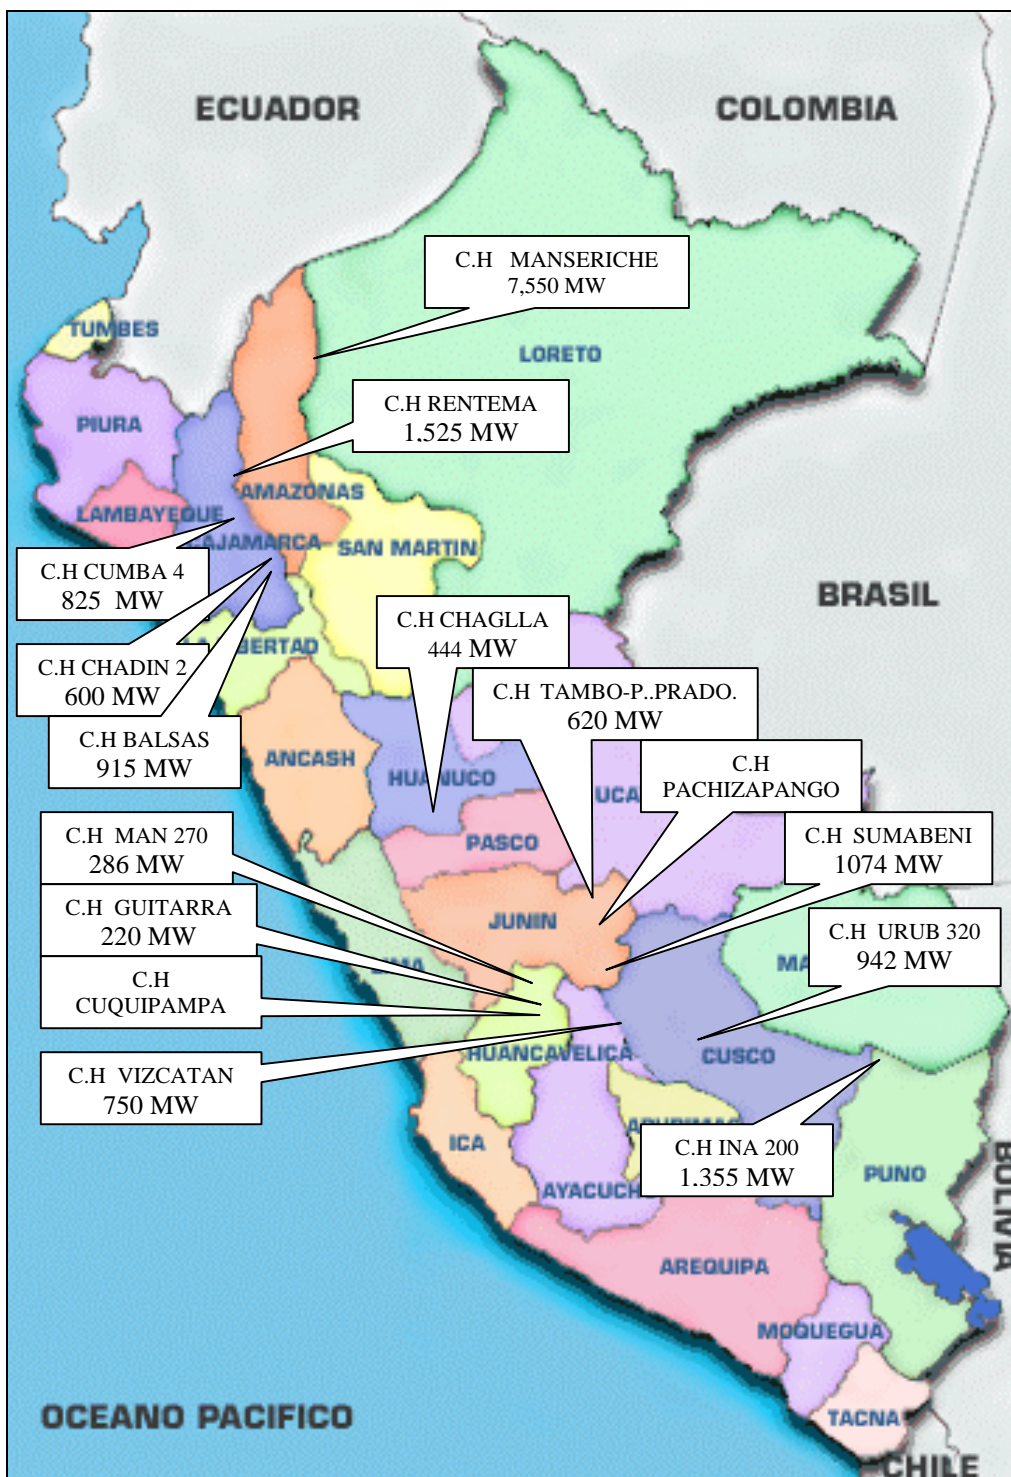 ECUADOR
COLOMBIA
C.H MANSERICHE
7,550 MW
TUMBES
LORETO
C.H RENTEMA
1,525 MW
PIURA
AMAZONAS
LAMBAYEQUE
CAJAMARCA
SAN MARTIN
C.H CUMBA 4
825 MW
BRASIL
C.H CHAGLLA
444 MW
LIBERTAD
C.H CHADIN 2
600 MW
C.H TAMBO-P..PRADO.
620 MW
C.H BALSAS
915 MW
ANCASH
HUANUCO
C.H
PACHIZAPANGO
UCA
C.H MAN 270
286 MW
PASCO
C.H SUMABENI
1074 MW
C.H GUITARRA
220 MW
JUNIN
C.H URUB 320
942 MW
LIMA
MA
C.H
CUQUIPAMPA
HUANCAVELICA
CUSCO
C.H VIZCATAN
750 MW
APURIMAC
ICA
C.H INA 200
1.355 MW
PUNO
BOLIVIA
AYACUCHO
AREQUIPA
MOQUEGUA
OCEANO PACIFICO
TACNA
CHILE